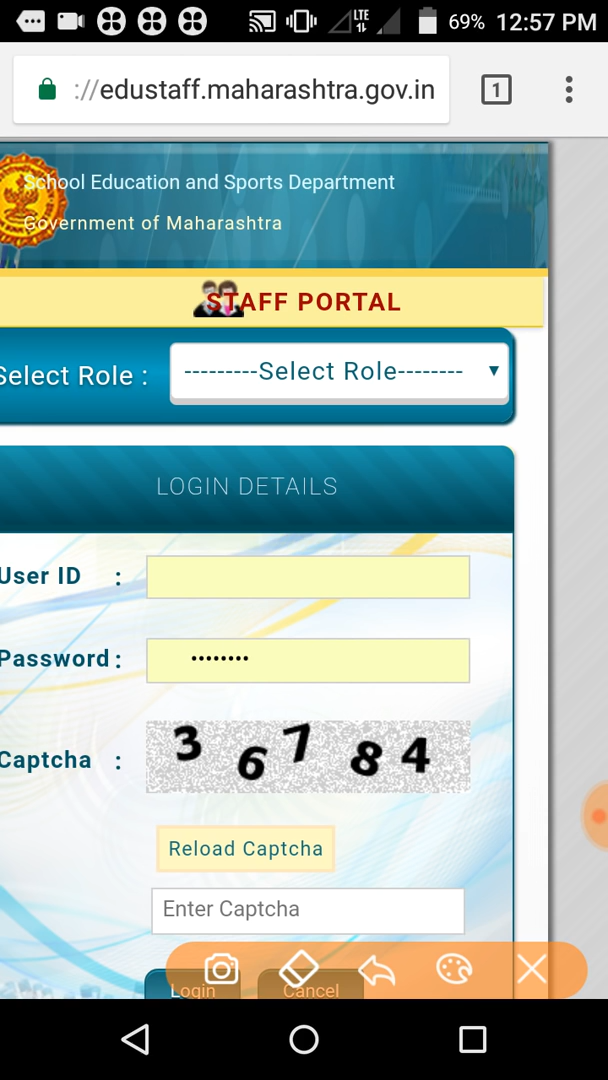 LTE 69% 12:57 PM
://edustaff.maharashtra.gov.in 1
School Education and Sports Department
Government of Maharashtra
STAFF PORTAL
Select Role : ---------Select Role--------
LOGIN DETAILS
User ID :
Password : ••••••••
Captcha : 3 6 7 8 4
Reload Captcha
Enter Captcha
Login Cancel